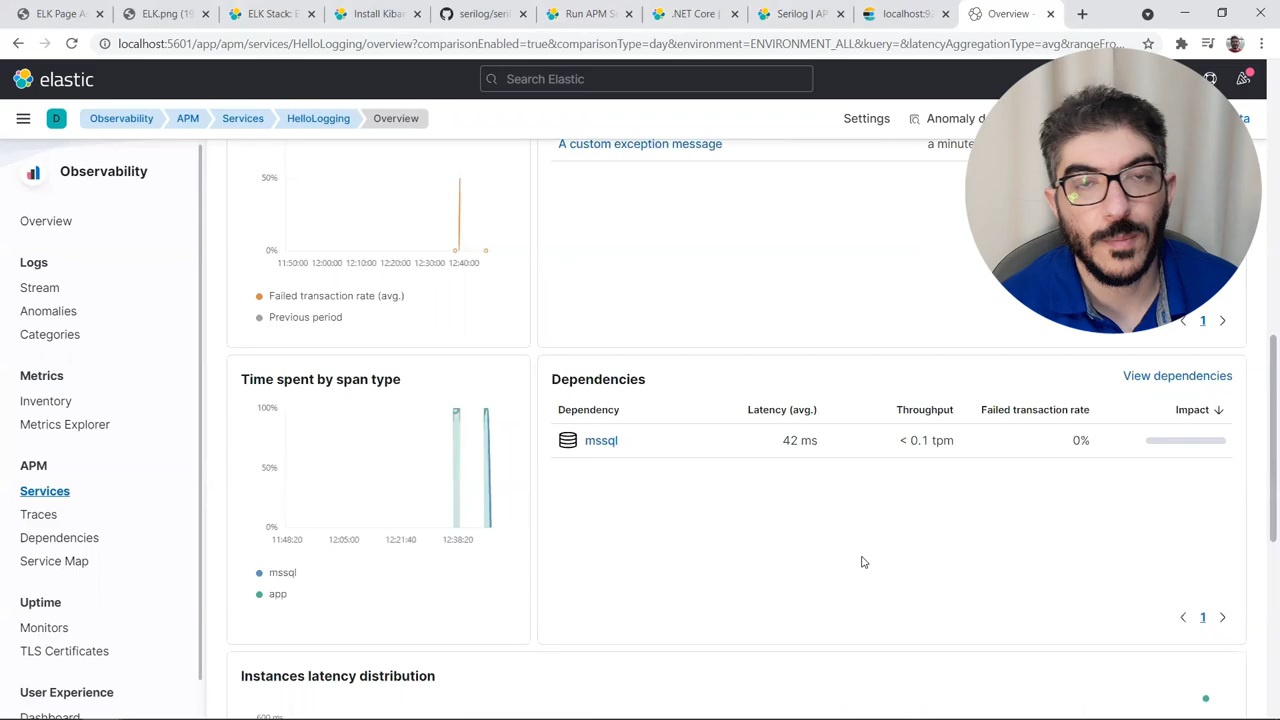 ELK Page A
ELK.png (19
ELK Stack: E
Install Kiba
serilog/seri
Run APM S
.NET Core |
Serilog | AP
localhost:92
Overview -
localhost:5601/app/apm/services/HelloLogging/overview?comparisonEnabled=true&comparisonType=day&environment=ENVIRONMENT_ALL&kuery=&latencyAggregationType=avg&rangeFro...
elastic
Search Elastic
D
Observability
APM
Services
HelloLogging
Overview
Settings
Anomaly d
ta
Observability
Overview
Logs
Stream
Anomalies
Categories
Metrics
Inventory
Metrics Explorer
APM
Services
Traces
Dependencies
Service Map
Uptime
Monitors
TLS Certificates
User Experience
Dashboard
50%
0%
11:50:00 12:00:00 12:10:00 12:20:00 12:30:00 12:40:00
Failed transaction rate (avg.)
Previous period
A custom exception message
a minute
1
Time spent by span type
100%
50%
0%
11:48:20 12:05:00 12:21:40 12:38:20
mssql
app
Dependencies
View dependencies
Dependency Latency (avg.) Throughput Failed transaction rate Impact
mssql 42 ms < 0.1 tpm 0%
1
Instances latency distribution
600 ms